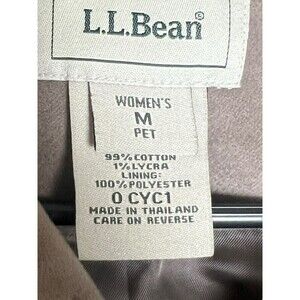 L.L.Bean®
WOMEN'S
M
PET
99% COTTON
1% LYCRA
LINING:
100% POLYESTER
0 CYC1
MADE IN THAILAND
CARE ON REVERSE